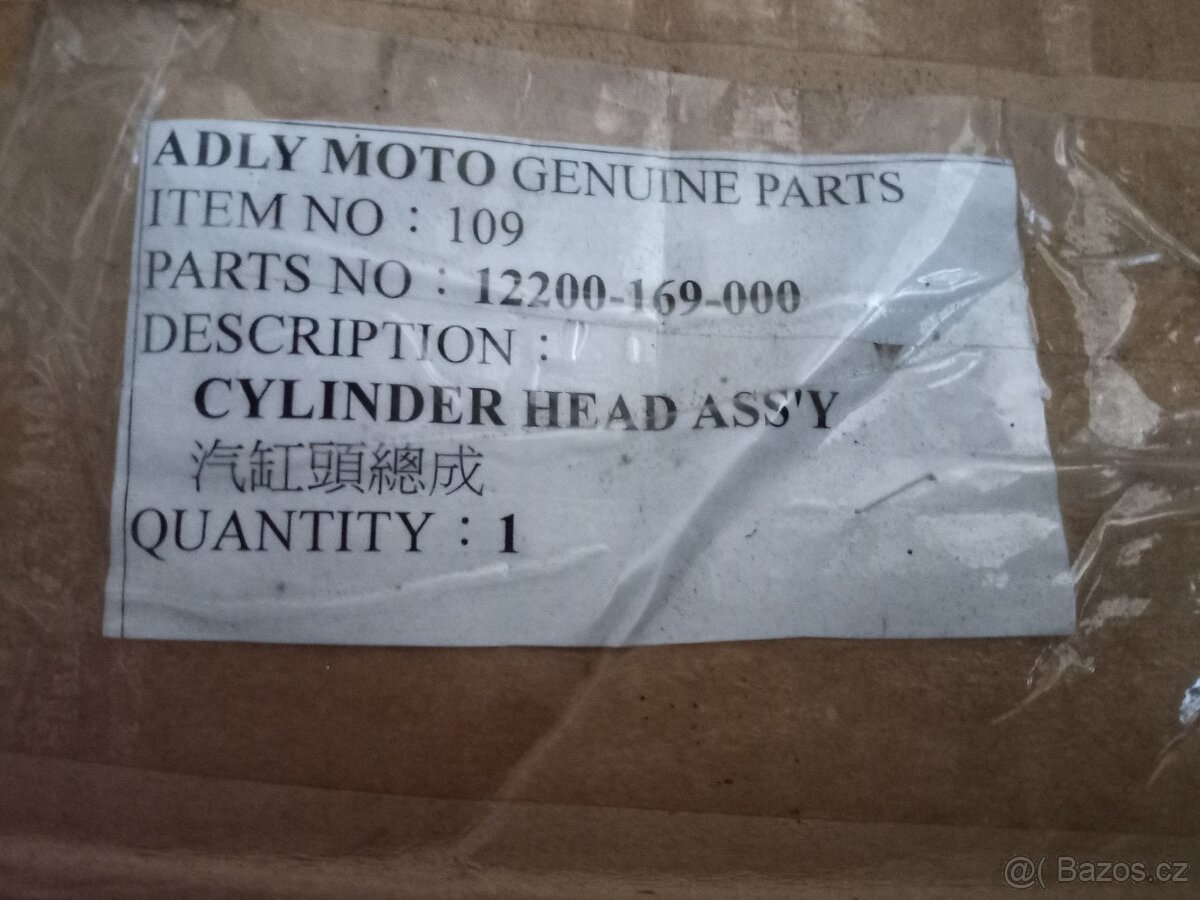 ADLY MOTO GENUINE PARTS
ITEM NO : 109
PARTS NO : 12200-169-000
DESCRIPTION :
CYLINDER HEAD ASS'Y
汽缸頭總成
QUANTITY : 1
@( Bazos.cz